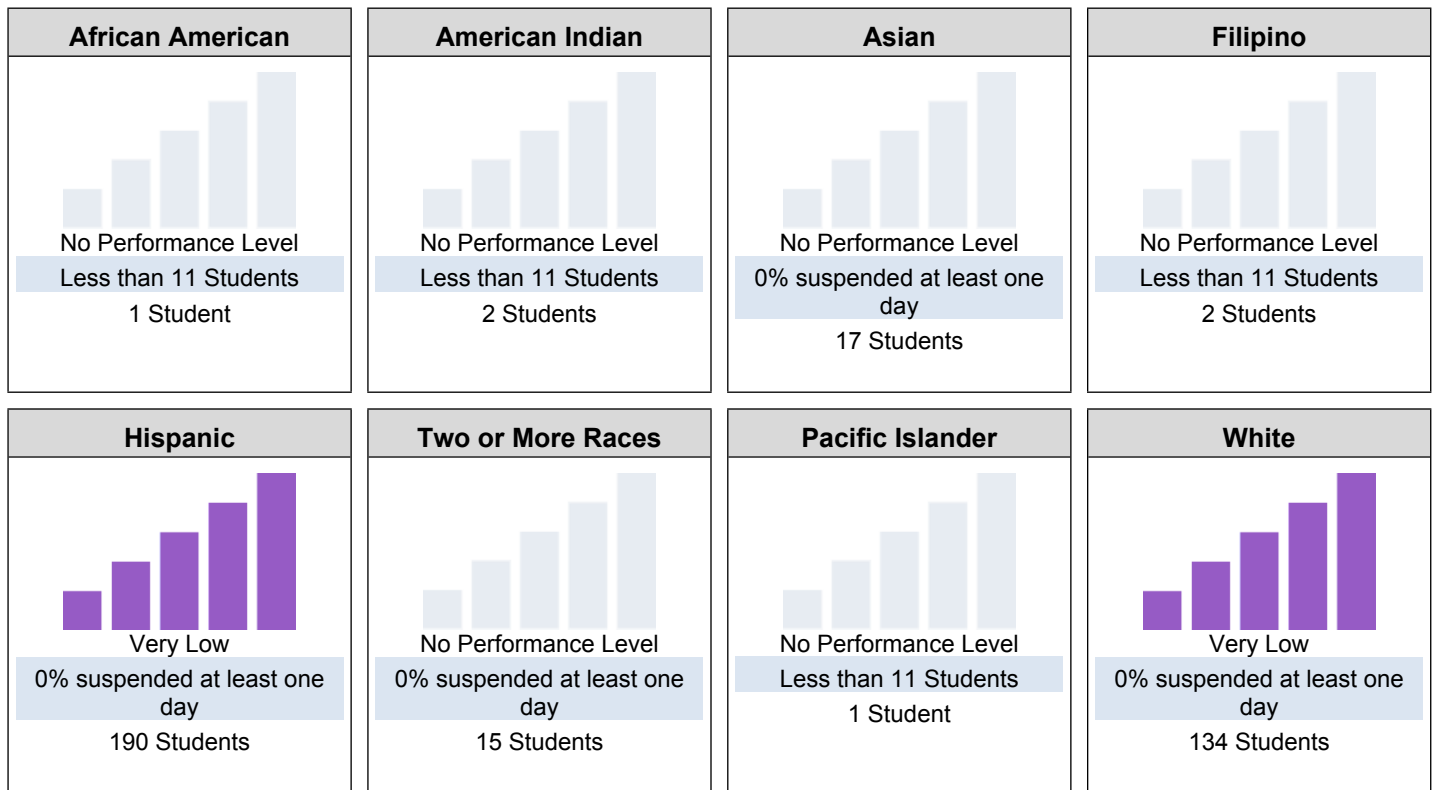 African American
No Performance Level
Less than 11 Students
1 Student
American Indian
No Performance Level
Less than 11 Students
2 Students
Asian
No Performance Level
0% suspended at least one
day
17 Students
Filipino
No Performance Level
Less than 11 Students
2 Students
Hispanic
Very Low
0% suspended at least one
day
190 Students
Two or More Races
No Performance Level
0% suspended at least one
day
15 Students
Pacific Islander
No Performance Level
Less than 11 Students
1 Student
White
Very Low
0% suspended at least one
day
134 Students